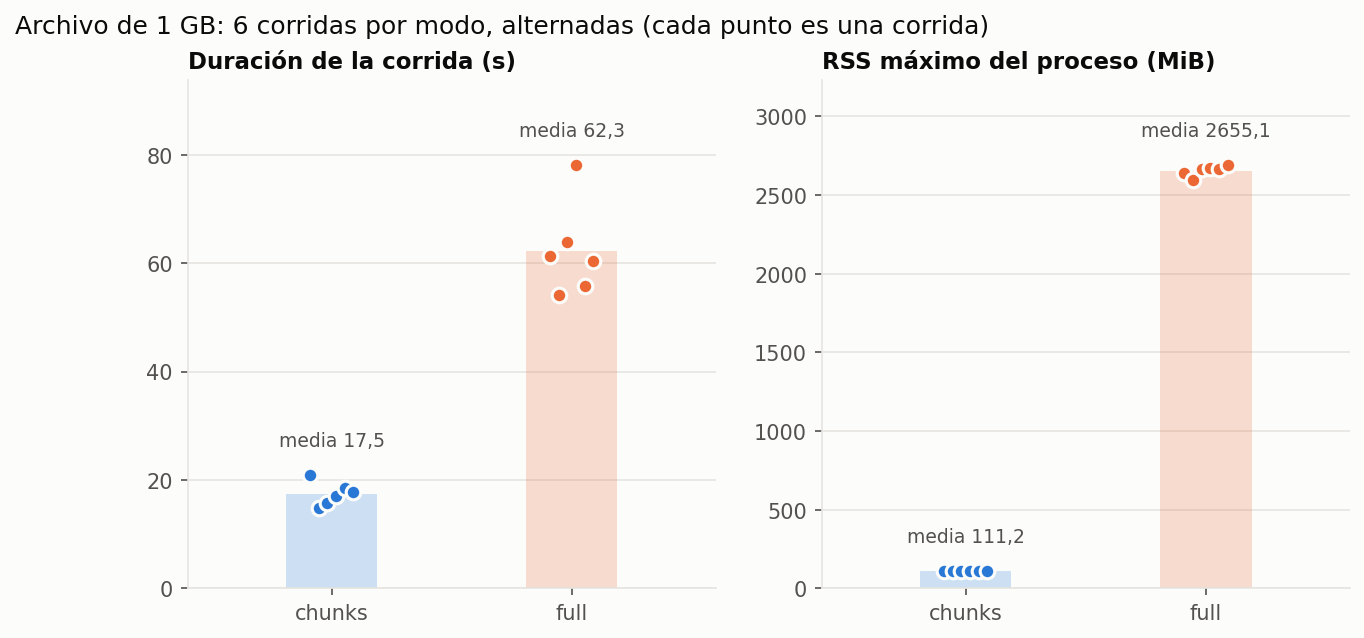 Archivo de 1 GB: 6 corridas por modo, alternadas (cada punto es una corrida)
Duración de la corrida (s)
80
60
40
20
0
media 17,5
media 62,3
chunks
full
RSS máximo del proceso (MiB)
3000
2500
2000
1500
1000
500
0
media 111,2
media 2655,1
chunks
full